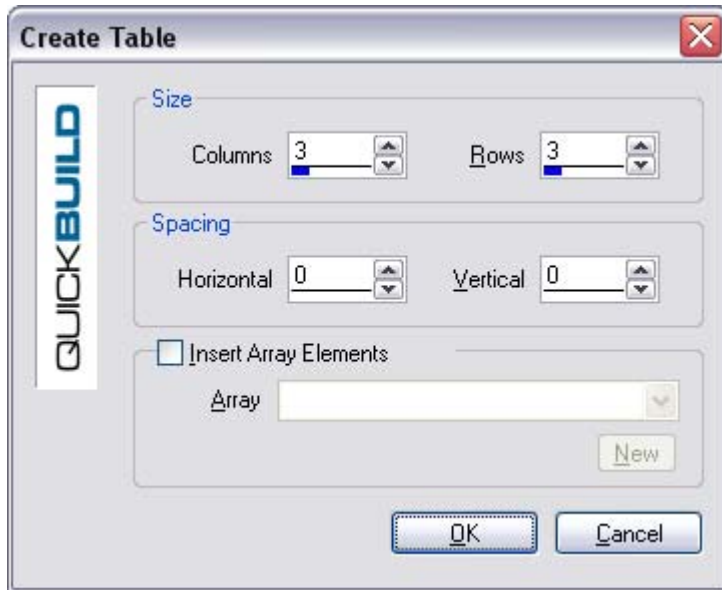 Create Table
QUICKBUILD
Size
Columns 3 Rows 3
Spacing
Horizontal 0 Vertical 0
Insert Array Elements
Array
New
OK Cancel